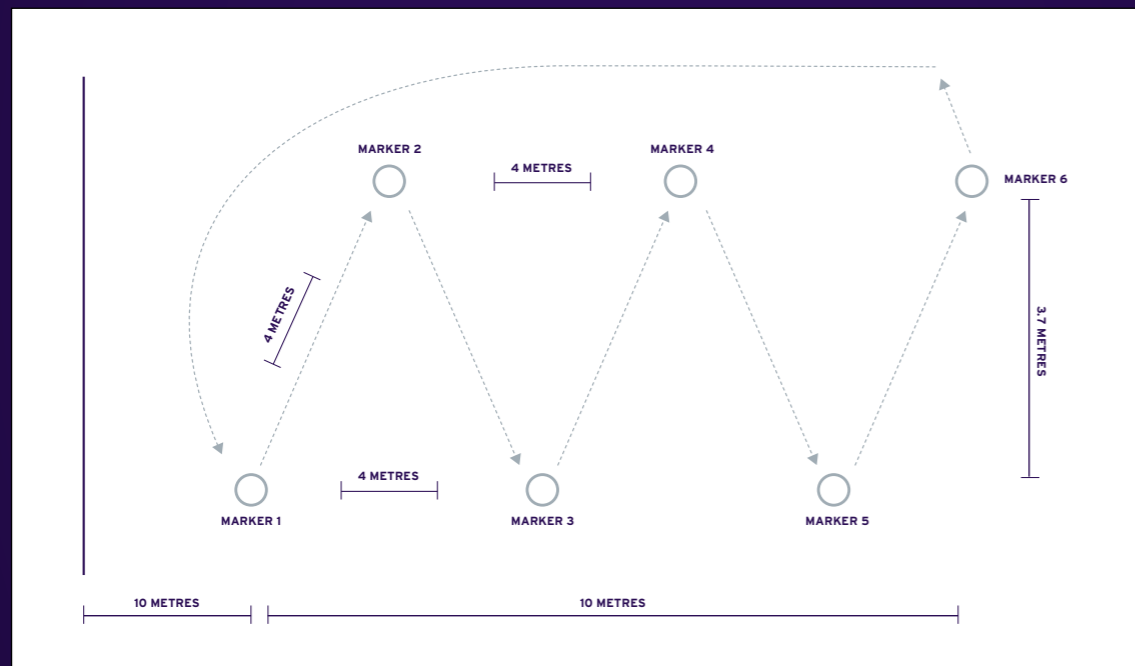 MARKER 2
4 METRES
MARKER 4
MARKER 6
4 METRES
3.7 METRES
4 METRES
MARKER 1
MARKER 3
MARKER 5
10 METRES
10 METRES